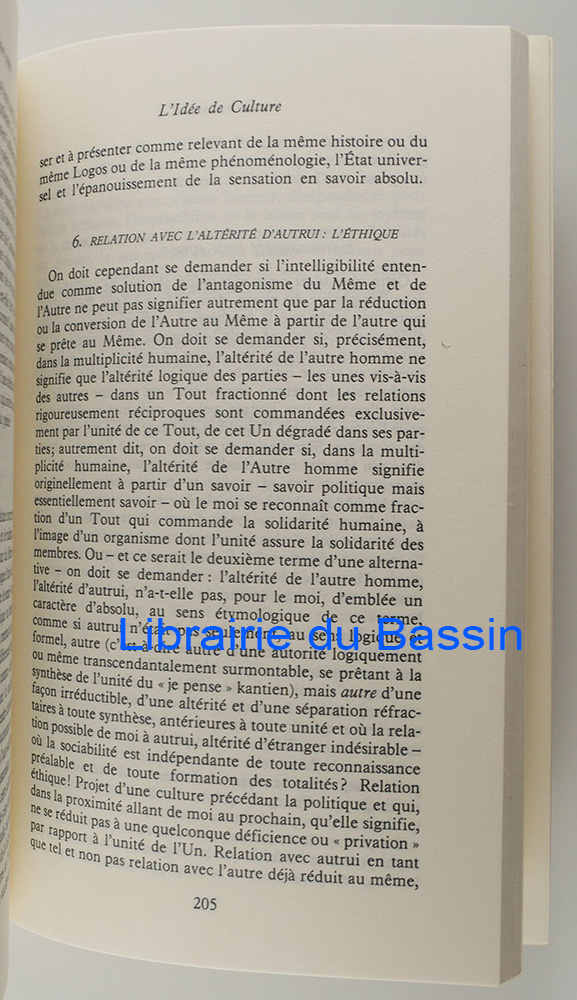 L'Idée de Culture
ser et à présenter comme relevant de la même histoire ou du
même Logos ou de la même phénoménologie, l'État univer-
sel et l'épanouissement de la sensation en savoir absolu.
6. RELATION AVEC L'ALTÉRITÉ D'AUTRUI : L'ÉTHIQUE
On doit cependant se demander si l'intelligibilité enten-
due comme solution de l'antagonisme du Même et de
l'Autre ne peut pas signifier autrement que par la réduction
ou la conversion de l'Autre au Même à partir de l'autre qui
se prête au Même. On doit se demander si, précisément,
dans la multiplicité humaine, l'altérité de l'autre homme ne
signifie que l'altérité logique des parties – les unes vis-à-vis
des autres – dans un Tout fractionné dont les relations
rigoureusement réciproques sont commandées exclusive-
ment par l'unité de ce Tout, de cet Un dégradé dans ses par-
ties; autrement dit, on doit se demander si, dans la multi-
plicité humaine, l'altérité de l'Autre homme signifie
originellement à partir d'un savoir – savoir politique mais
essentiellement savoir – où le moi se reconnaît comme frac-
tion d'un Tout qui commande la solidarité humaine, à
l'image d'un organisme dont l'unité assure la solidarité des
membres. Ou – et ce serait le deuxième terme d'une alterna-
tive – on doit se demander : l'altérité de l'autre homme,
l'altérité d'autrui, n'a-t-elle pas, pour le moi, d'emblée un
caractère d'absolu, au sens étymologique de ce terme,
comme si autrui n'était pas seulement, au sens logique et
formel, autre (c'est-à-dire autre d'une autorité logiquement
ou même transcendantalement surmontable, se prêtant à la
synthèse de l'unité du « je pense » kantien), mais autre d'une
façon irréductible, d'une altérité et d'une séparation réfrac-
taires à toute synthèse, antérieures à toute unité et où la rela-
tion possible de moi à autrui, altérité d'étranger indésirable –
où la sociabilité est indépendante de toute reconnaissance
préalable et de toute formation des totalités ? Relation
éthique ! Projet d'une culture précédant la politique et qui,
dans la proximité allant de moi au prochain, qu'elle signifie,
ne se réduit pas à une quelconque déficience ou « privation »
par rapport à l'unité de l'Un. Relation avec autrui en tant
que tel et non pas relation avec l'autre déjà réduit au même,
205
Librairie du Bassin